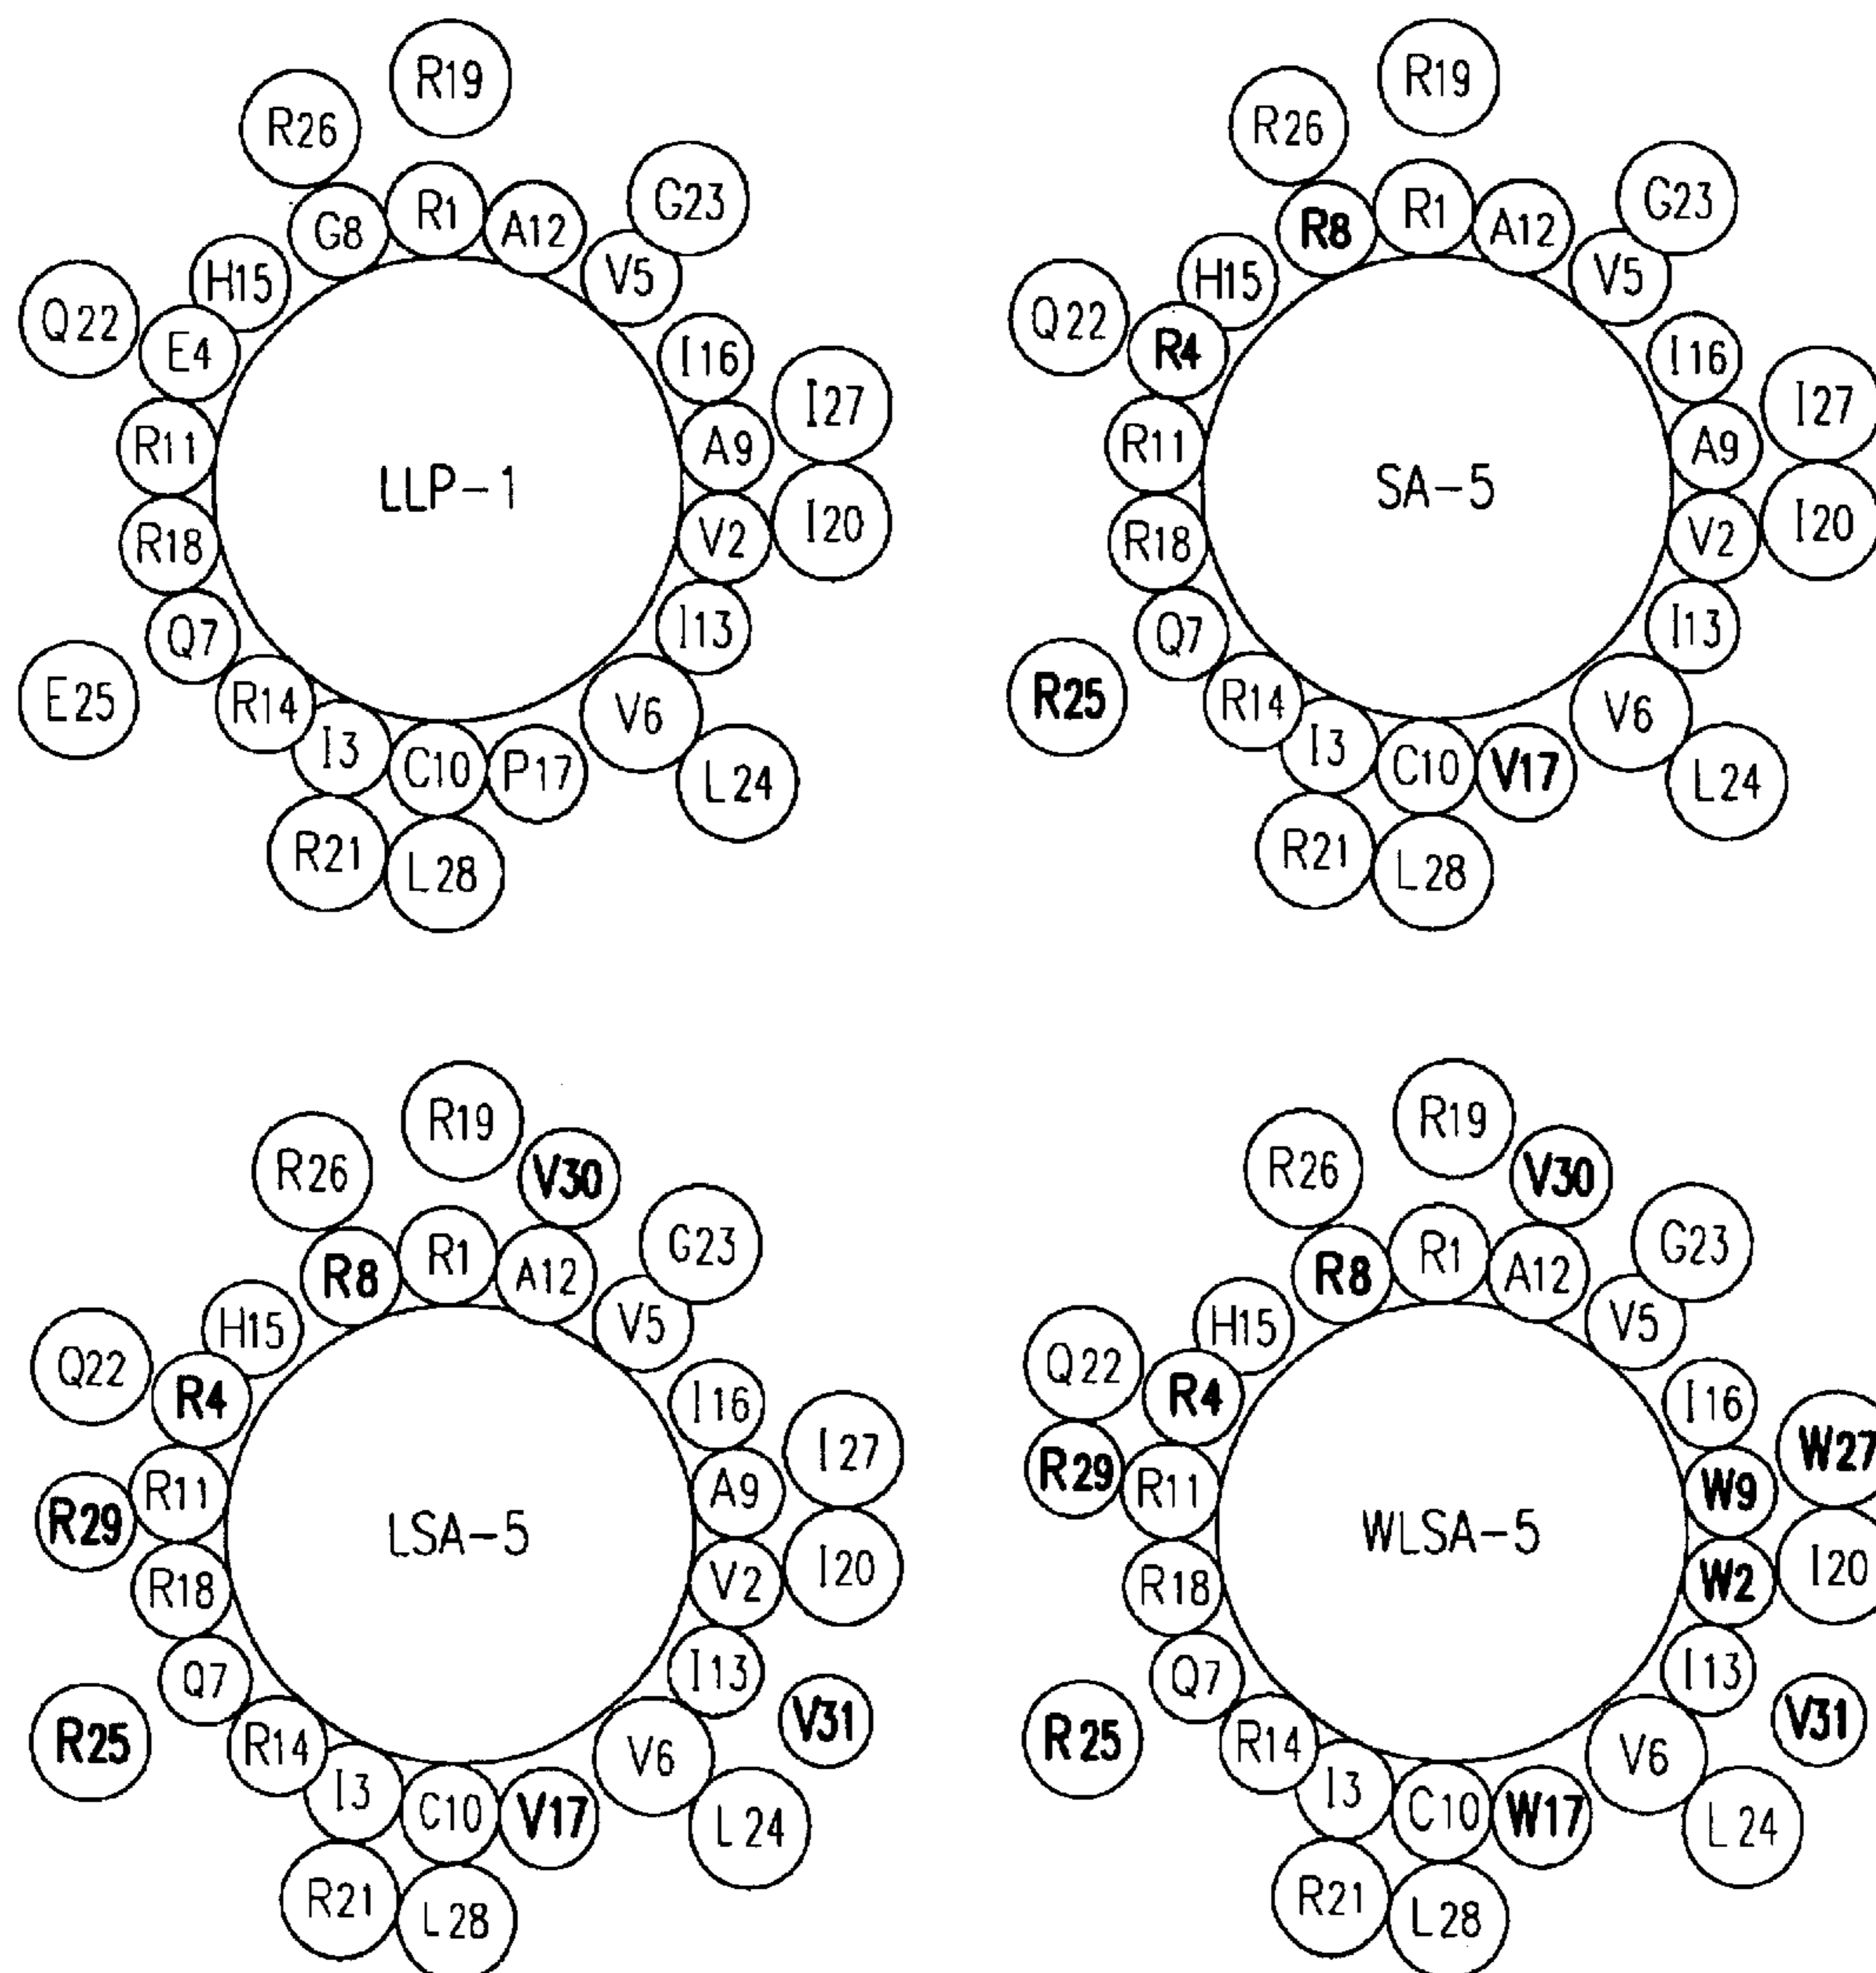 R19
R26
G23
R1
A12
G8
V5
H15
Q22
E4
I16
I27
R11
A9
LLP-1
I20
V2
R18
I13
Q7
E25
R14
V6
I3
C10
P17
L24
R21
L28
R19
R26
G23
R1
A12
R8
V5
H15
Q22
R4
I16
I27
R11
A9
SA-5
I20
V2
R18
I13
Q7
R25
R14
V6
I3
C10
V17
L24
R21
L28
R19
V30
R26
G23
R1
A12
R8
V5
H15
Q22
R4
I16
I27
R11
A9
R29
LSA-5
I20
V2
R18
I13
Q7
V31
R25
R14
V6
I3
C10
V17
L24
R21
L28
R19
V30
R26
G23
R1
A12
R8
V5
H15
Q22
R4
I16
W27
R29
R11
W9
WLSA-5
I20
W2
R18
I13
Q7
V31
R25
R14
V6
I3
C10
W17
L24
R21
L28